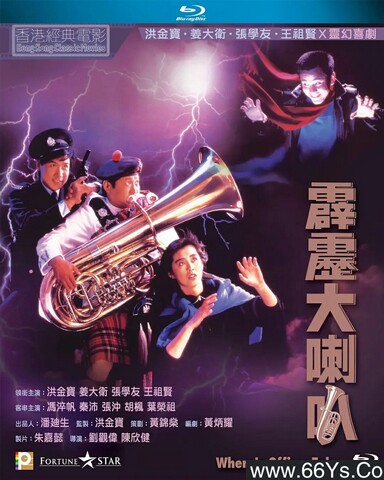 Blu-ray Disc
香港經典電影
Hong Kong Classic Movies
洪金寶・姜大衛・張學友・王祖賢X靈幻喜劇
霹靂大喇叭
領銜主演：洪金寶 姜大衛 張學友 王祖賢
客串主演：馮淬帆 秦沛 張沖 胡楓 葉榮祖
出品人：潘迪生 監製：洪金寶 策劃：黃錦燊 編劇：黃炳耀
製片：朱嘉懿 導演：劉觀偉 陳欣健
P FORTUNE STAR
www.66Ys.Co